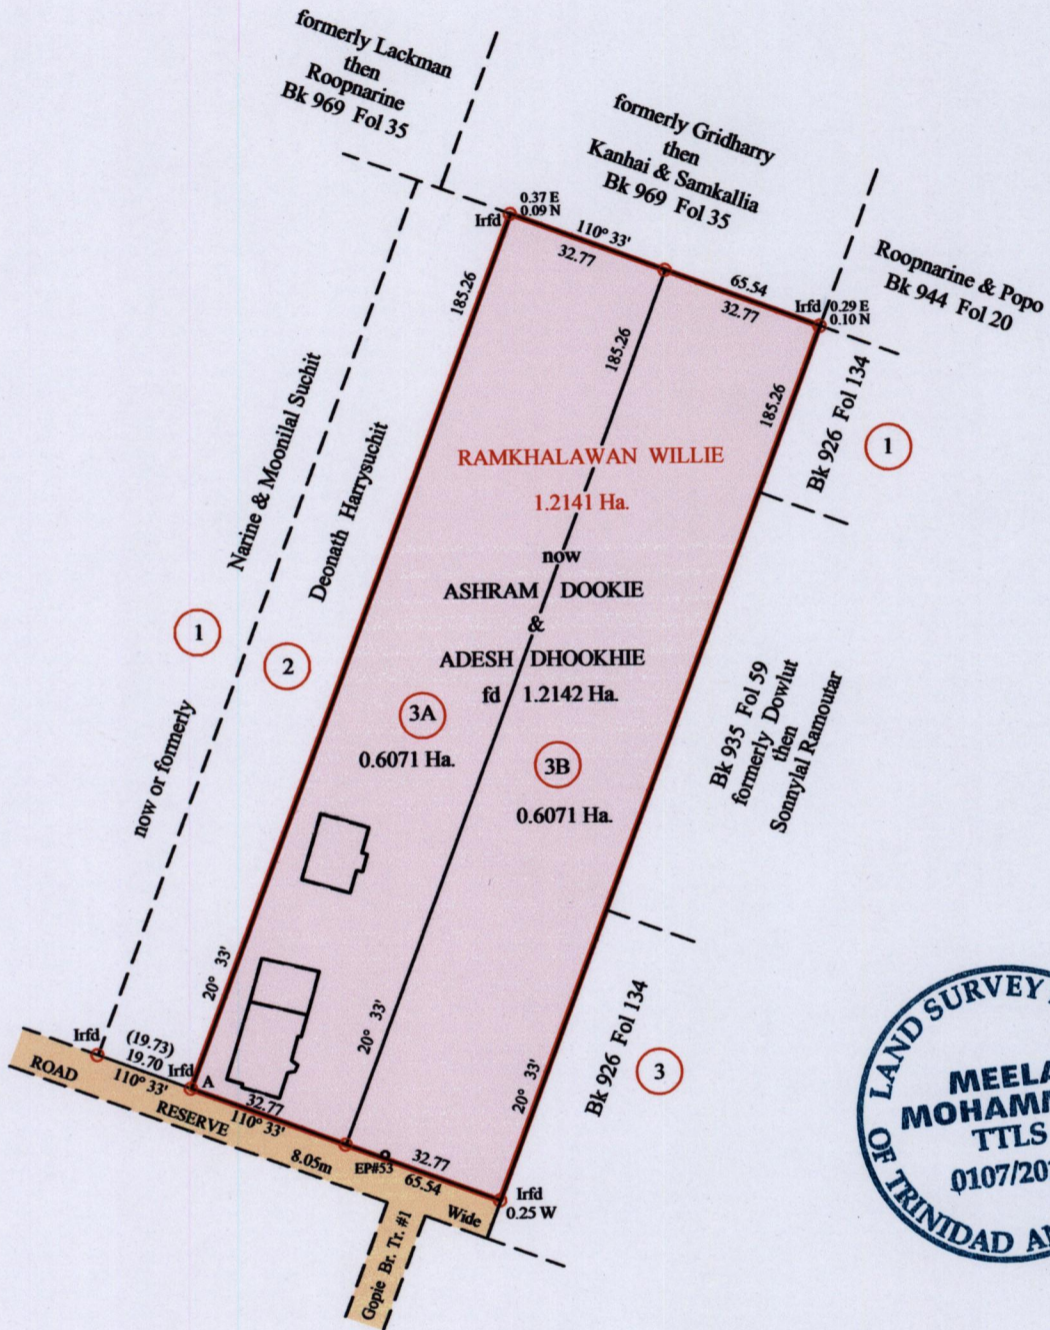 formerly Lackman
then
Roopnarine
Bk 969 Fol 35
formerly Gridharry
then
Kanhai & Samkallia
Bk 969 Fol 35
Roopnarine & Popo
Bk 944 Fol 20
0.37 E
0.09 N
Irfd
110° 33'
32.77
65.54
32.77
Irfd
0.29 E
0.10 N
185.26
185.26
185.26
Bk 926 Fol 134
1
Narine & Moonilal Suchit
Deonath Harrysuchit
RAMKHALAWAN WILLIE
1.2141 Ha.
now
ASHRAM DOOKIE
&
ADESH DHOOKHIE
fd 1.2142 Ha.
1
2
3A
0.6071 Ha.
3B
0.6071 Ha.
now or formerly
Bk 935 Fol 59
formerly Dowlut
then
Sonnylal Ramoutar
20° 33'
20° 33'
20° 33'
Bk 926 Fol 134
3
Irfd
(19.73)
19.70
110° 33'
Irfd
A
32.77
110° 33'
ROAD RESERVE 8.05m Wide
EP#53
32.77
65.54
Irfd
0.25 W
Gopie Br. Tr. #1
LAND SURVEY
OF TRINIDAD
MEELA
MOHAMM
TTLS
0107/20